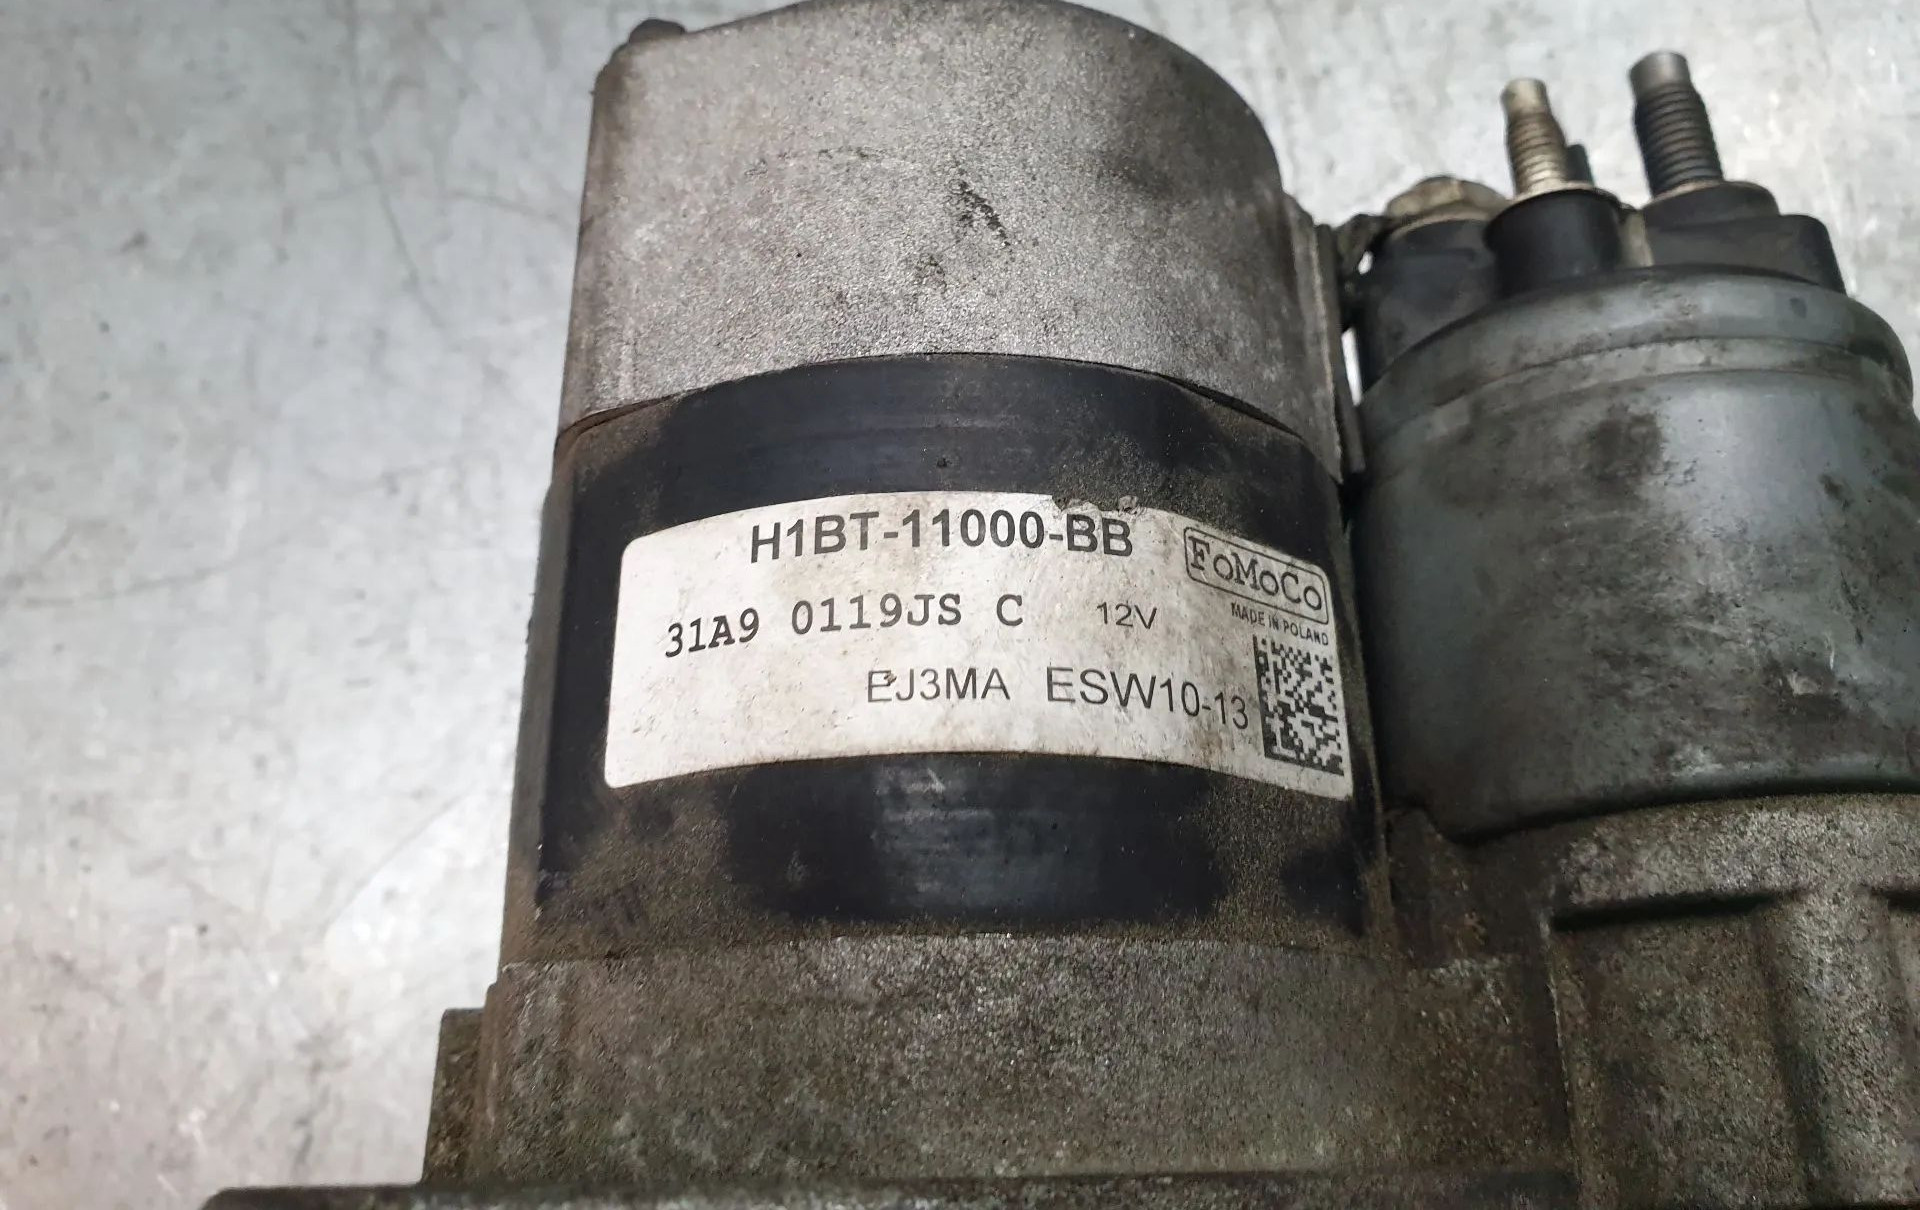 H1BT-11000-BB
FoMoCo
MADE IN POLAND
31A9 0119JS C 12V
EJ3MA ESW10-13